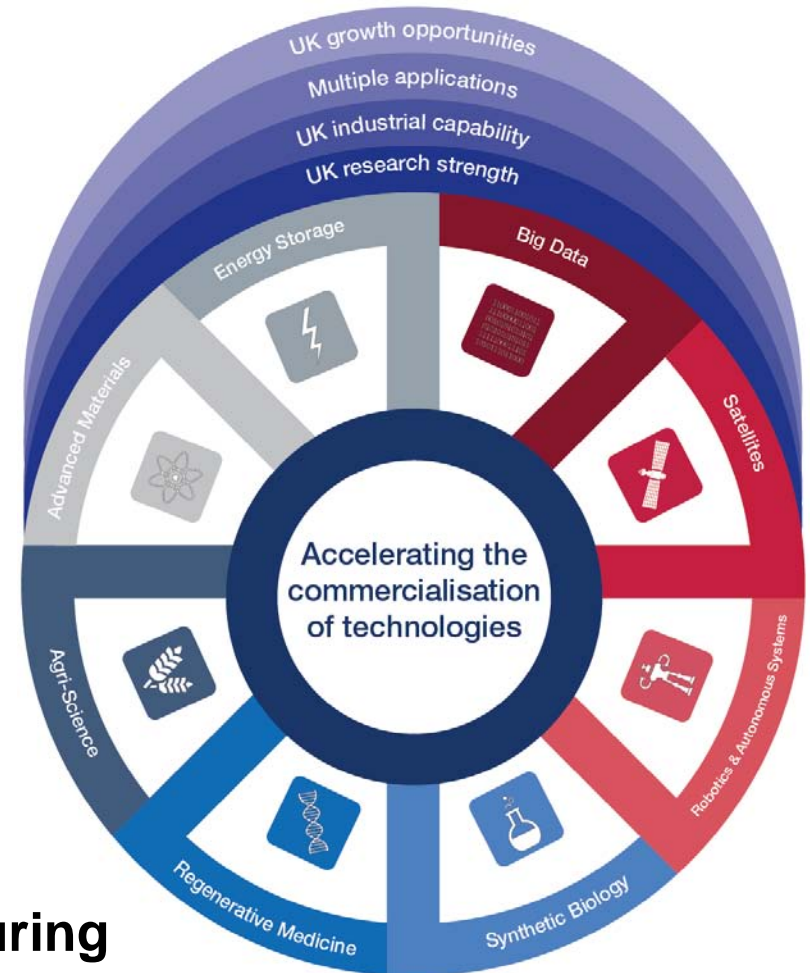 UK growth opportunities
Multiple applications
UK industrial capability
UK research strength
Energy Storage
Big Data
Advanced Materials
Satellites
Accelerating the
commercialisation
of technologies
Agri-Science
Robotics & Autonomous Systems
Regenerative Medicine
Synthetic Biology
uring